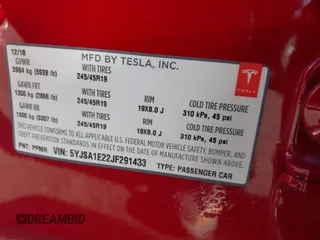 MFD BY TESLA, INC.
12/18
GVWR
2694 kg (5939 lb)
WITH TIRES
245/45R19
GAWR FRT
1300 kg (2866 lb)
WITH TIRES
245/45R19
RIM
19X8.0 J
COLD TIRE PRESSURE
310 kPa, 45 psi
GAWR RR
1500 kg (3307 lb)
WITH TIRES
245/45R19
RIM
19X8.0 J
COLD TIRE PRESSURE
310 kPa, 45 psi
THIS VEHICLE CONFORMS TO ALL APPLICABLE U.S. FEDERAL MOTOR VEHICLE SAFETY, BUMPER,
AND THEFT PREVENTION STANDARDS IN EFFECT ON THE DATE OF MANUFACTURE SHOWN ABOVE.
PNT: PPMR
VIN: 5YJSA1E22JF291433
TYPE: PASSENGER CAR
TESLA
DREAMBID